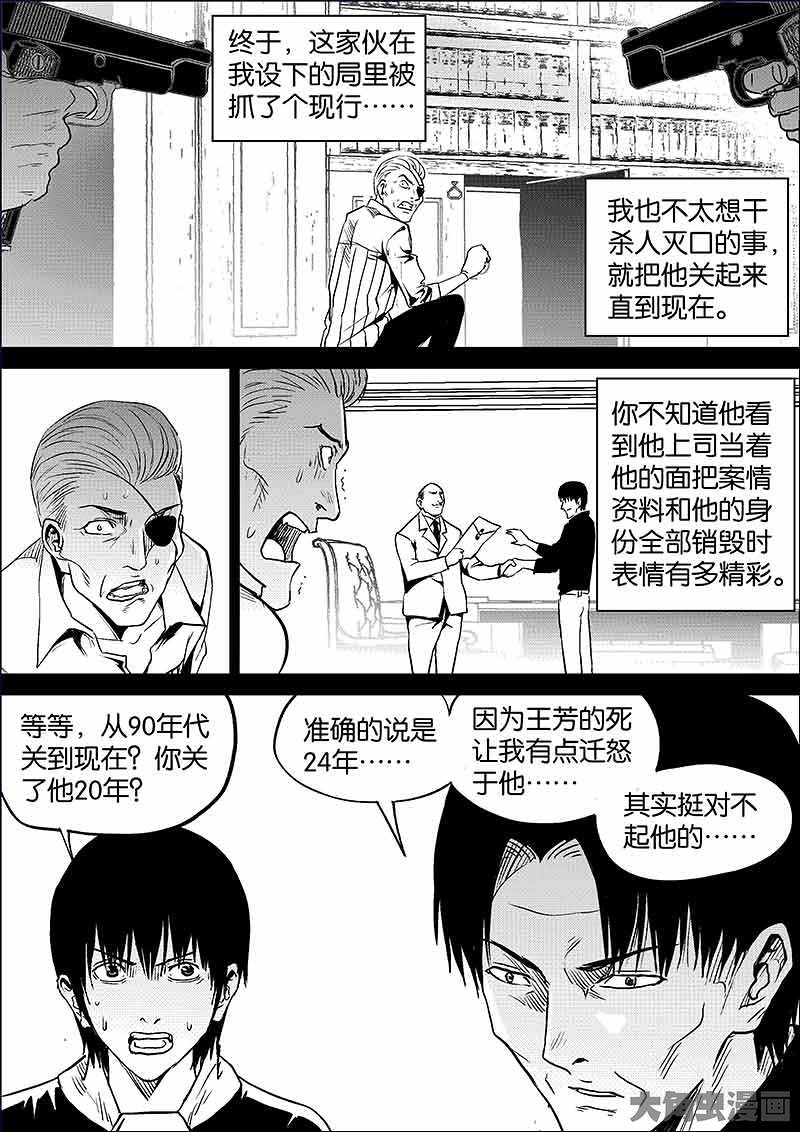 终于，这家伙在
我设下的局里被
抓了个现行……
我也不太想干
杀人灭口的事，
就把他关起来
直到现在。
你不知道他看
到他上司当着
他的面把案情
资料和他的身
份全部销毁时
表情有多精彩。
等等，从90年代
关到现在？你关
了他20年？
准确的说是
24年……
因为王芳的死
让我有点迁怒
于他……
其实挺对不
起他的……
大角虫漫画